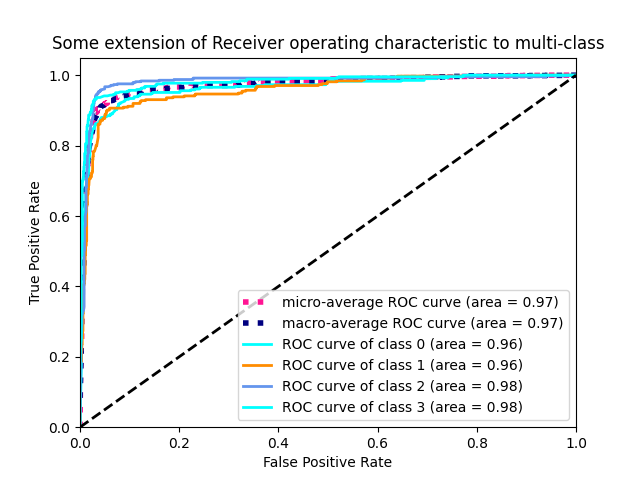 Some extension of Receiver operating characteristic to multi-class
1.0
0.8
0.6
0.4
0.2
0.0
True Positive Rate
micro-average ROC curve (area = 0.97)
macro-average ROC curve (area = 0.97)
ROC curve of class 0 (area = 0.96)
ROC curve of class 1 (area = 0.96)
ROC curve of class 2 (area = 0.98)
ROC curve of class 3 (area = 0.98)
0.0 0.2 0.4 0.6 0.8 1.0
False Positive Rate